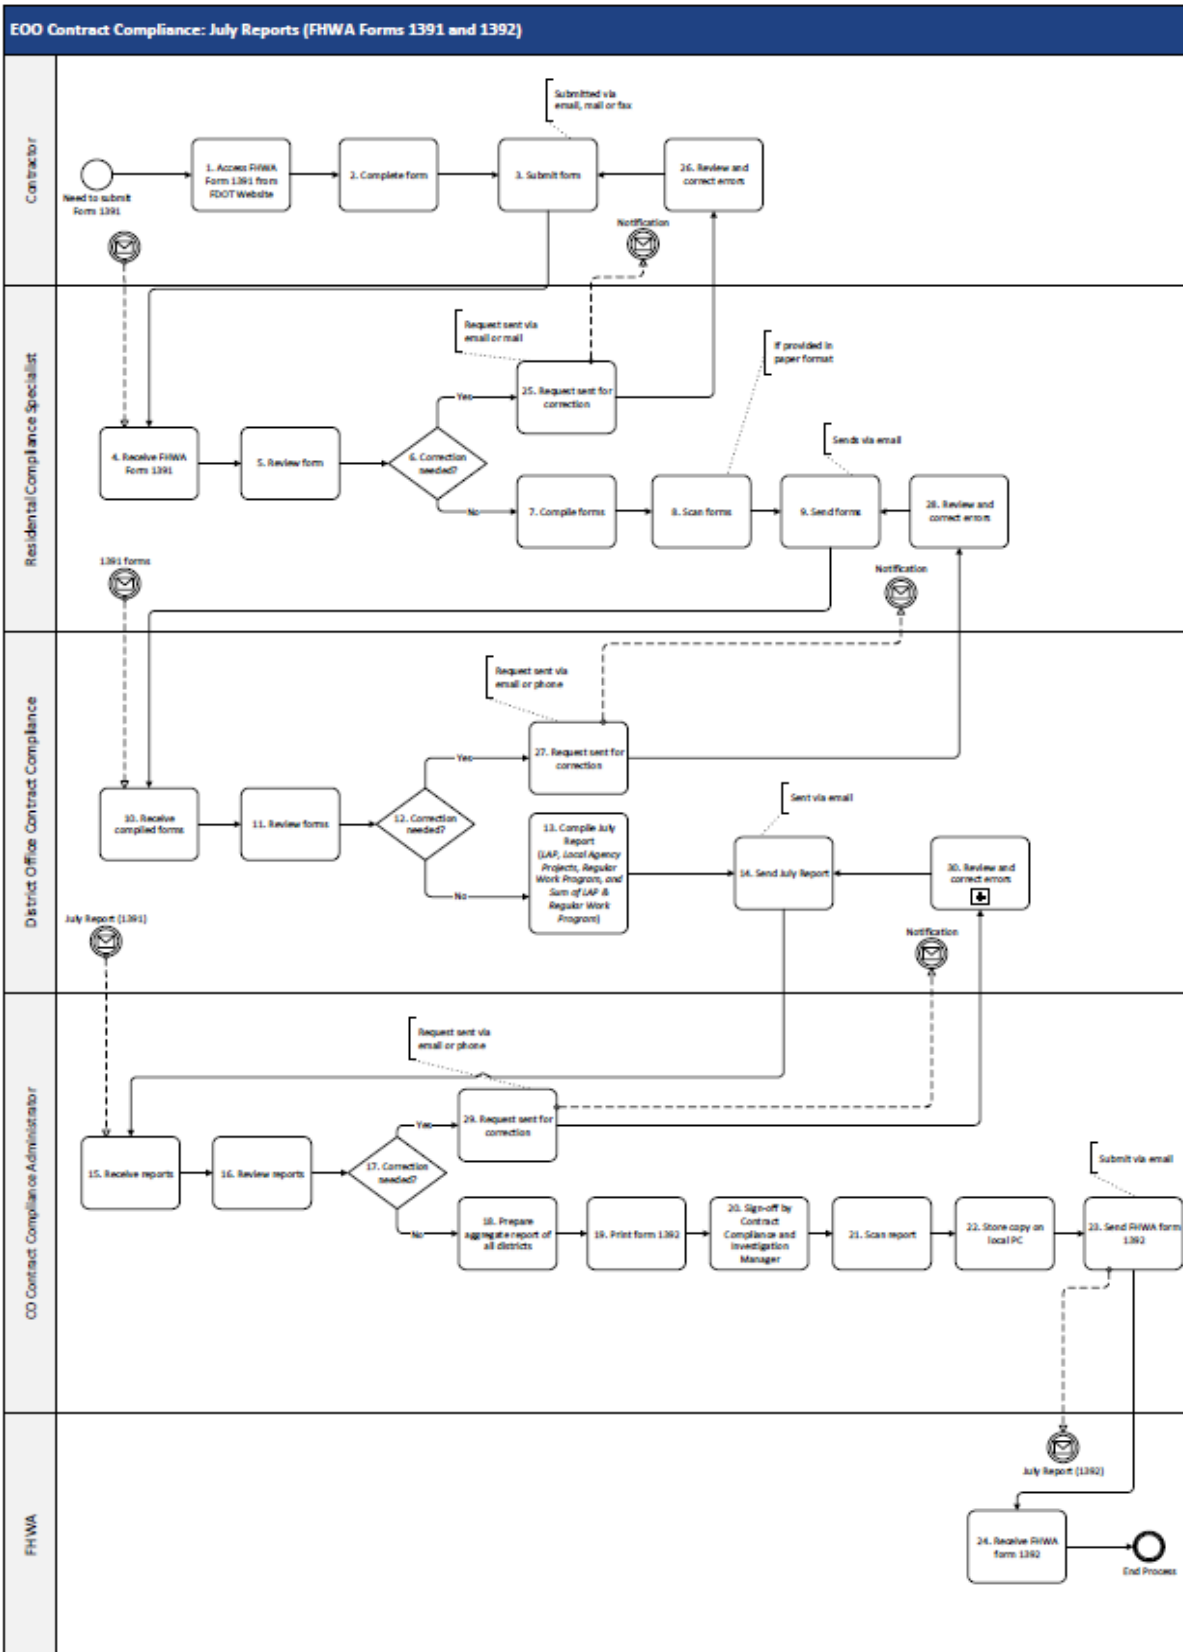 EOO Contract Compliance: July Reports (FHWA Forms 1391 and 1392)
Contractor
Submitted via
email, mail or fax
Need to submit
Form 1391
1. Access FHWA
Form 1391 from
FDOT Website
2. Complete form
3. Submit form
26. Review and
correct errors
Notification
Residental Compliance Specialist
Request sent via
email or mail
If provided in
paper format
25. Request sent for
correction
Yes
Sends via email
4. Receive FHWA
Form 1391
5. Review form
6. Correction
needed?
No
7. Compile forms
8. Scan forms
9. Send forms
28. Review and
correct errors
1391 forms
Notification
District Office Contract Compliance
Request sent via
email or phone
Yes
27. Request sent for
correction
Sent via email
10. Receive
compiled forms
11. Review forms
12. Correction
needed?
No
13. Compile July
Report
(LAP, Local Agency
Projects, Regular
Work Program, and
Sum of LAP &
Regular Work
Program)
14. Send July Report
30. Review and
correct errors
July Report (1391)
Notification
CO Contract Compliance Administrator
Request sent via
email or phone
Yes
29. Request sent for
correction
15. Receive reports
16. Review reports
17. Correction
needed?
Submit via email
No
18. Prepare
aggregate report of
all districts
19. Print form 1392
20. Sign-off by
Contract
Compliance and
Investigation
Manager
21. Scan report
22. Store copy on
local PC
23. Send FHWA form
1392
FHWA
July Report (1392)
24. Receive FHWA
form 1392
End Process